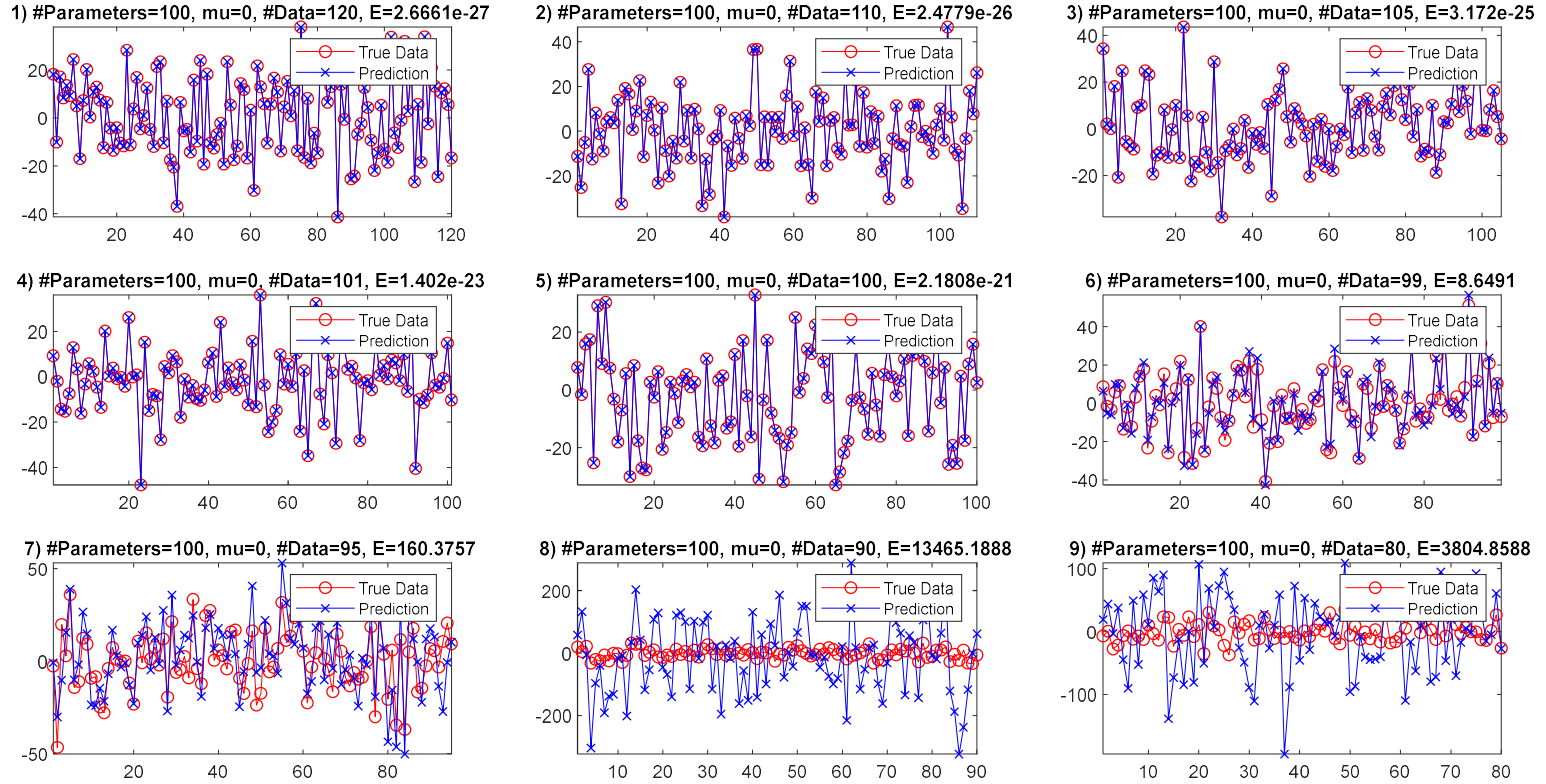 1) #Parameters=100, mu=0, #Data=120, E=2.6661e-27
True Data
Prediction
20
0
-20
-40
20 40 60 80 100 120
2) #Parameters=100, mu=0, #Data=110, E=2.4779e-26
True Data
Prediction
40
20
0
-20
20 40 60 80 100
3) #Parameters=100, mu=0, #Data=105, E=3.172e-25
True Data
Prediction
40
20
0
-20
20 40 60 80 100
4) #Parameters=100, mu=0, #Data=101, E=1.402e-23
True Data
Prediction
20
0
-20
-40
20 40 60 80 100
5) #Parameters=100, mu=0, #Data=100, E=2.1808e-21
True Data
Prediction
20
0
-20
20 40 60 80 100
6) #Parameters=100, mu=0, #Data=99, E=8.6491
True Data
Prediction
40
20
0
-20
-40
20 40 60 80
7) #Parameters=100, mu=0, #Data=95, E=160.3757
True Data
Prediction
50
0
-50
20 40 60 80
8) #Parameters=100, mu=0, #Data=90, E=13465.1888
True Data
Prediction
200
0
-200
10 20 30 40 50 60 70 80 90
9) #Parameters=100, mu=0, #Data=80, E=3804.8588
True Data
Prediction
100
0
-100
10 20 30 40 50 60 70 80